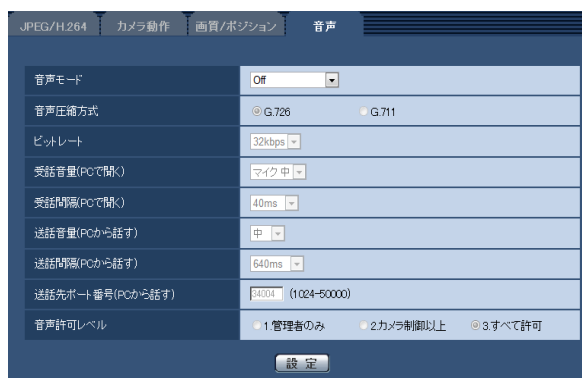 JPEG/H.264 カメラ動作 画質/ポジション 音声
音声モード Off
音声圧縮方式 G.726 G.711
ビットレート 32kbps
受話音量(PCで聞く) マイク 中
受話間隔(PCで聞く) 40ms
送話音量(PCから話す) 中
送話間隔(PCから話す) 640ms
送話先ポート番号(PCから話す) 34004 (1024-50000)
音声許可レベル 1.管理者のみ 2.カメラ制御以上 3.すべて許可
設 定